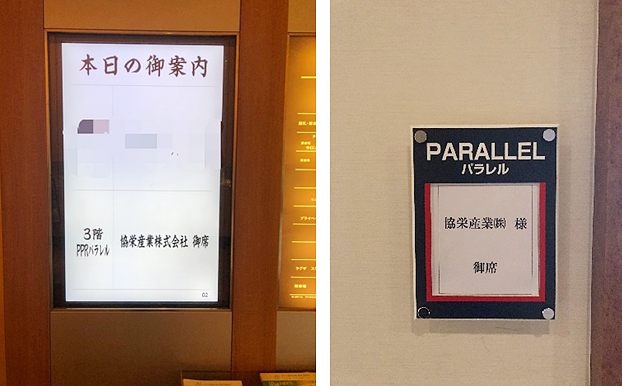 本日の御案内
3階
PPRパラレル
協栄産業株式会社 御席
02
PARALLEL
パラレル
協栄産業㈱ 様
御席